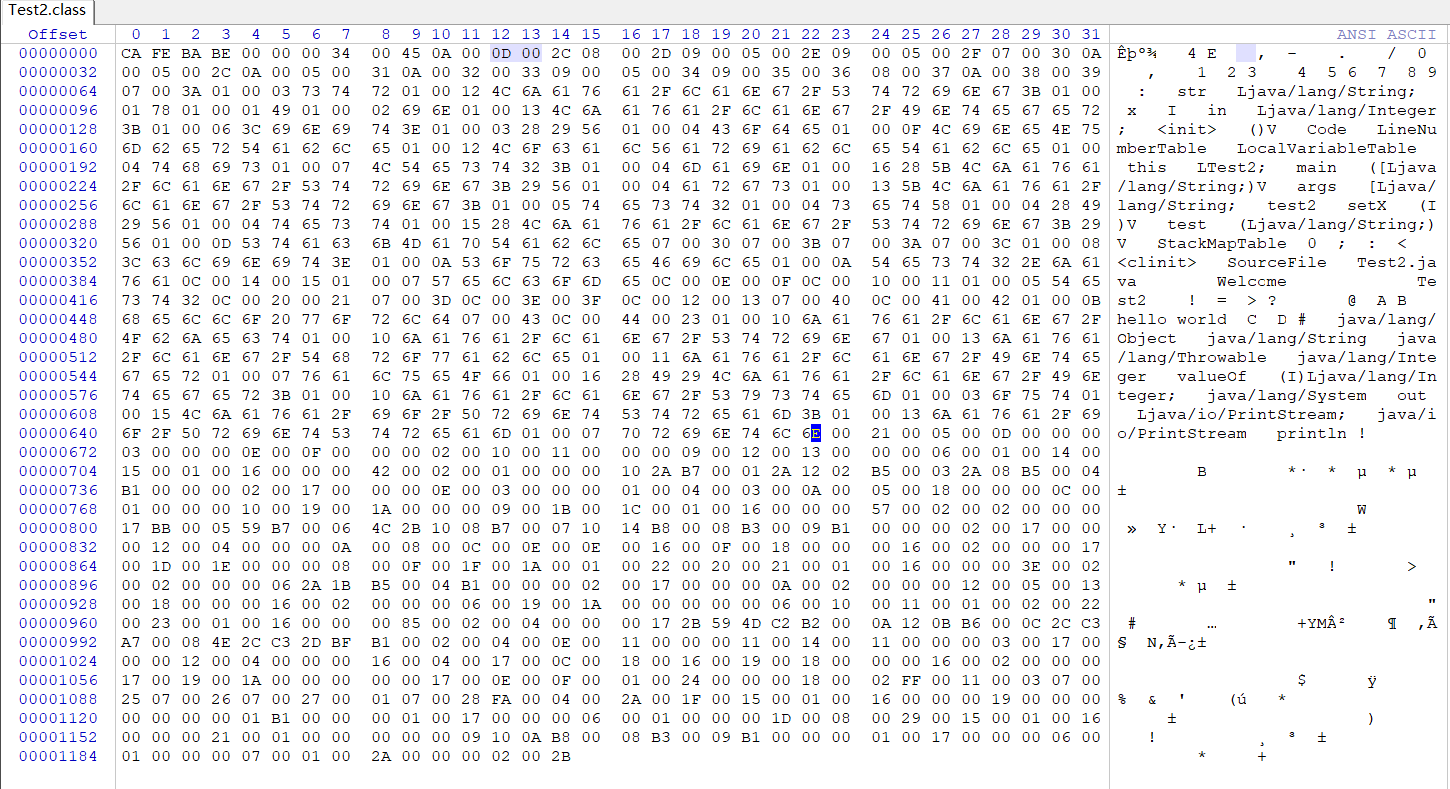 Test2.class
Offset 0 1 2 3 4 5 6 7 8 9 10 11 12 13 14 15 16 17 18 19 20 21 22 23 24 25 26 27 28 29 30 31 ANSI ASCII
00000000 CA FE BA BE 00 00 00 34 00 45 0A 00 0D 00 2C 08 00 2D 09 00 05 00 2E 09 00 05 00 2F 07 00 30 0A Êþº¾ 4 E , - . / 0
00000032 00 05 00 2C 0A 00 05 00 31 0A 00 32 00 33 09 00 05 00 34 09 00 35 00 36 08 00 37 0A 00 38 00 39 , 1 2 3 4 5 6 7 8 9
00000064 07 00 3A 01 00 03 73 74 72 01 00 12 4C 6A 61 76 61 2F 6C 61 6E 67 2F 53 74 72 69 6E 67 3B 01 00 : str Ljava/lang/String;
00000096 01 78 01 00 01 49 01 00 02 69 6E 01 00 13 4C 6A 61 76 61 2F 6C 61 6E 67 2F 49 6E 74 65 67 65 72 x I in Ljava/lang/Integer
00000128 3B 01 00 06 3C 69 6E 69 74 3E 01 00 03 28 29 56 01 00 04 43 6F 64 65 01 00 0F 4C 69 6E 65 4E 75 ; <init> ()V Code LineNu
00000160 6D 62 65 72 54 61 62 6C 65 01 00 12 4C 6F 63 61 6C 56 61 72 69 61 62 6C 65 54 61 62 6C 65 01 00 mberTable LocalVariableTable
00000192 04 74 68 69 73 01 00 07 4C 54 65 73 74 32 3B 01 00 04 6D 61 69 6E 01 00 16 28 5B 4C 6A 61 76 61 this LTest2; main ([Ljava
00000224 2F 6C 61 6E 67 2F 53 74 72 69 6E 67 3B 29 56 01 00 04 61 72 67 73 01 00 13 5B 4C 6A 61 76 61 2F /lang/String;)V args [Ljava/
00000256 6C 61 6E 67 2F 53 74 72 69 6E 67 3B 01 00 05 74 65 73 74 32 01 00 04 73 65 74 58 01 00 04 28 49 lang/String; test2 setX (I
00000288 29 56 01 00 04 74 65 73 74 01 00 15 28 4C 6A 61 76 61 2F 6C 61 6E 67 2F 53 74 72 69 6E 67 3B 29 )V test (Ljava/lang/String;)
00000320 56 01 00 0D 53 74 61 63 6B 4D 61 70 54 61 62 6C 65 07 00 30 07 00 3B 07 00 3A 07 00 3C 01 00 08 V StackMapTable 0 ; : <
00000352 3C 63 6C 69 6E 69 74 3E 01 00 0A 53 6F 75 72 63 65 46 69 6C 65 01 00 0A 54 65 73 74 32 2E 6A 61 <clinit> SourceFile Test2.ja
00000384 76 61 0C 00 14 00 15 01 00 07 57 65 6C 63 6F 6D 65 0C 00 0E 00 0F 0C 00 10 00 11 01 00 05 54 65 va Welcome Te
00000416 73 74 32 0C 00 20 00 21 07 00 3D 0C 00 3E 00 3F 0C 00 12 00 13 07 00 40 0C 00 41 00 42 01 00 0B st2 ! = > ? @ A B
00000448 68 65 6C 6C 6F 20 77 6F 72 6C 64 07 00 43 0C 00 44 00 23 01 00 10 6A 61 76 61 2F 6C 61 6E 67 2F hello world C D # java/lang/
00000480 4F 62 6A 65 63 74 01 00 10 6A 61 76 61 2F 6C 61 6E 67 2F 53 74 72 69 6E 67 01 00 13 6A 61 76 61 Object java/lang/String java
00000512 2F 6C 61 6E 67 2F 54 68 72 6F 77 61 62 6C 65 01 00 11 6A 61 76 61 2F 6C 61 6E 67 2F 49 6E 74 65 /lang/Throwable java/lang/Inte
00000544 67 65 72 01 00 07 76 61 6C 75 65 4F 66 01 00 16 28 49 29 4C 6A 61 76 61 2F 6C 61 6E 67 2F 49 6E ger valueOf (I)Ljava/lang/In
00000576 74 65 67 65 72 3B 01 00 10 6A 61 76 61 2F 6C 61 6E 67 2F 53 79 73 74 65 6D 01 00 03 6F 75 74 01 teger; java/lang/System out
00000608 00 15 4C 6A 61 76 61 2F 69 6F 2F 50 72 69 6E 74 53 74 72 65 61 6D 3B 01 00 13 6A 61 76 61 2F 69 Ljava/io/PrintStream; java/i
00000640 6F 2F 50 72 69 6E 74 53 74 72 65 61 6D 01 00 07 70 72 69 6E 74 6C 6E 00 21 00 05 00 0D 00 00 00 o/PrintStream println !
00000672 03 00 00 00 0E 00 0F 00 00 00 02 00 10 00 11 00 00 00 09 00 12 00 13 00 00 00 06 00 01 00 14 00
00000704 15 00 01 00 16 00 00 00 42 00 02 00 01 00 00 00 10 2A B7 00 01 2A 12 02 B5 00 03 2A 08 B5 00 04 B * · * µ * µ
00000736 B1 00 00 00 02 00 17 00 00 00 0E 00 03 00 00 00 01 00 04 00 03 00 0A 00 05 00 18 00 00 00 0C 00 ±
00000768 01 00 00 00 10 00 19 00 1A 00 00 00 09 00 1B 00 1C 00 01 00 16 00 00 00 57 00 02 00 02 00 00 00 W
00000800 17 BB 00 05 59 B7 00 06 4C 2B 10 08 B7 00 07 10 14 B8 00 08 B3 00 09 B1 00 00 00 02 00 17 00 00 » Y · L+ · ¸ ³ ±
00000832 00 12 00 04 00 00 00 0A 00 08 00 0C 00 0E 00 0E 00 16 00 0F 00 18 00 00 00 16 00 02 00 00 00 17
00000864 00 1D 00 1E 00 00 00 08 00 0F 00 1F 00 1A 00 01 00 22 00 20 00 21 00 01 00 16 00 00 00 3E 00 02 " ! >
00000896 00 02 00 00 00 06 2A 1B B5 00 04 B1 00 00 00 02 00 17 00 00 00 0A 00 02 00 00 00 12 00 05 00 13 * µ ±
00000928 00 18 00 00 00 16 00 02 00 00 00 06 00 19 00 1A 00 00 00 00 00 06 00 10 00 11 00 01 00 02 00 22 "
00000960 00 23 00 01 00 16 00 00 00 85 00 02 00 04 00 00 00 17 2B 59 4D C2 B2 00 0A 12 0B B6 00 0C 2C C3 # … +YM² ¶ ,Ã
00000992 A7 00 08 4E 2C C3 2D BF B1 00 02 00 04 00 0E 00 11 00 00 00 11 00 14 00 11 00 00 00 03 00 17 00 § N,Ã-¿±
00001024 00 00 12 00 04 00 00 00 16 00 04 00 17 00 0C 00 18 00 16 00 19 00 18 00 00 00 16 00 02 00 00 00
00001056 17 00 19 00 1A 00 00 00 00 00 17 00 0E 00 0F 00 01 00 24 00 00 00 18 00 02 FF 00 11 00 03 07 00 $ ÿ
00001088 25 07 00 26 07 00 27 00 01 07 00 28 FA 00 04 00 2A 00 1F 00 15 00 01 00 16 00 00 00 19 00 00 00 % & ' (ú *
00001120 00 00 00 00 01 B1 00 00 00 01 00 17 00 00 00 06 00 01 00 00 00 1D 00 08 00 29 00 15 00 01 00 16 ± )
00001152 00 00 00 21 00 01 00 00 00 00 00 09 10 0A B8 00 08 B3 00 09 B1 00 00 00 01 00 17 00 00 00 06 00 ! ¸ ³ ±
00001184 01 00 00 00 07 00 01 00 2A 00 00 00 02 00 2B * +